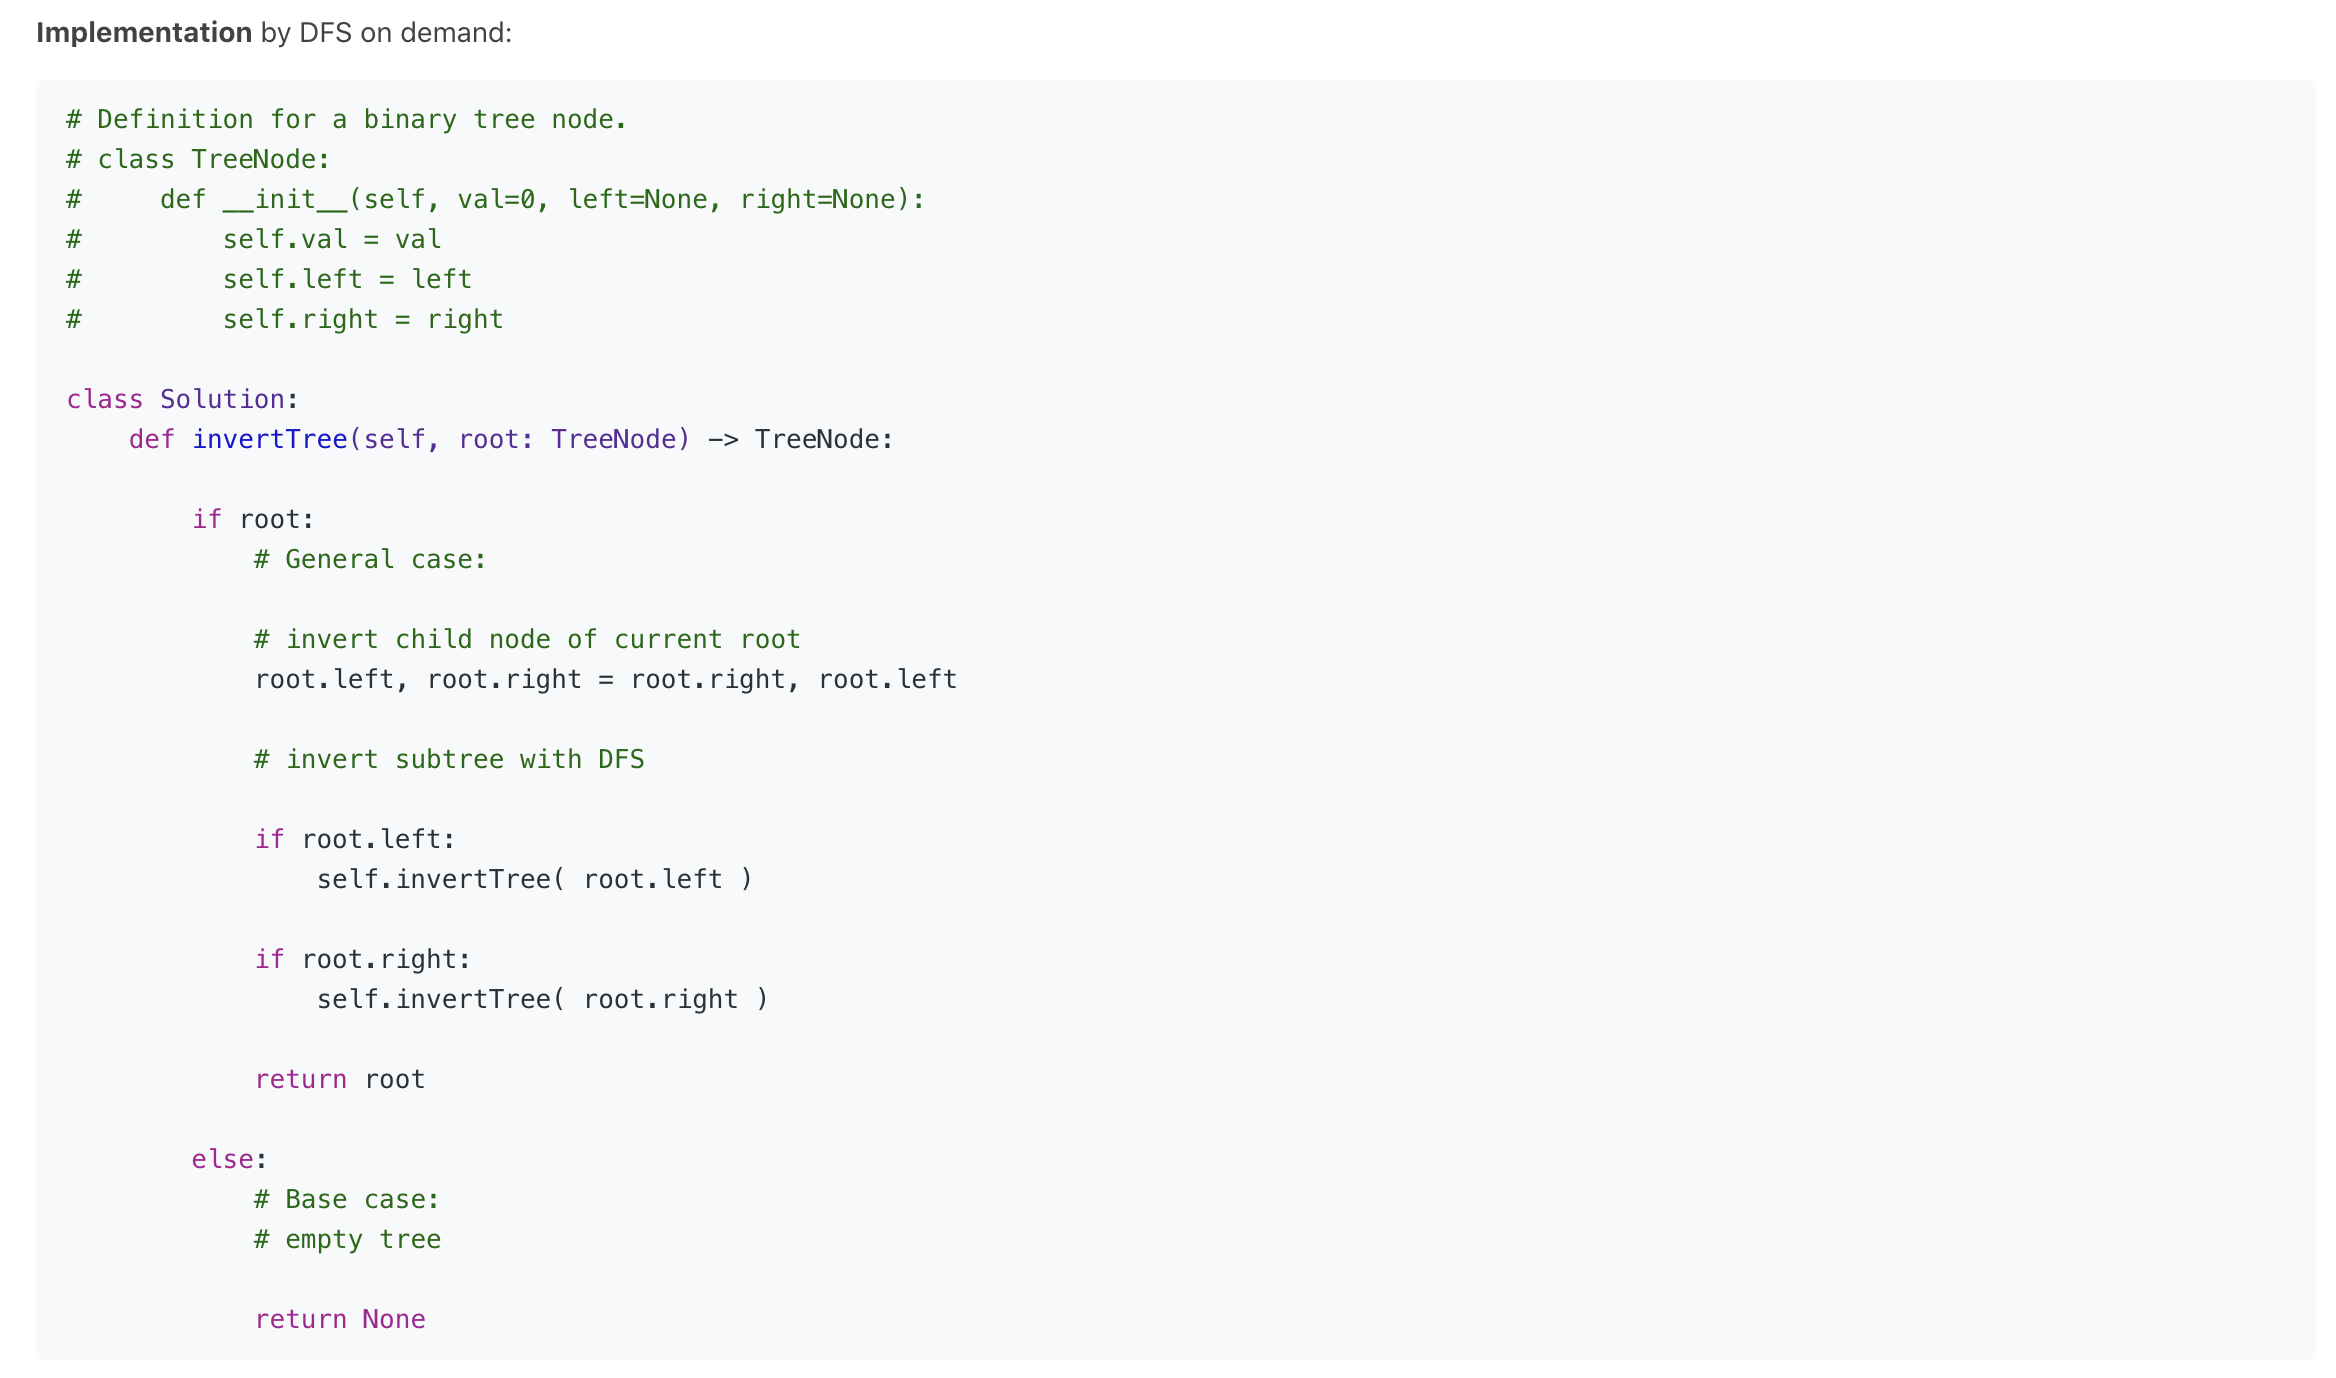 Implementation by DFS on demand:
# Definition for a binary tree node.
# class TreeNode:
#     def __init__(self, val=0, left=None, right=None):
#         self.val = val
#         self.left = left
#         self.right = right
class Solution:
    def invertTree(self, root: TreeNode) -> TreeNode:
        if root:
            # General case:
            # invert child node of current root
            root.left, root.right = root.right, root.left
            # invert subtree with DFS
            if root.left:
                self.invertTree( root.left )
            if root.right:
                self.invertTree( root.right )
            return root
        else:
            # Base case:
            # empty tree
            return None